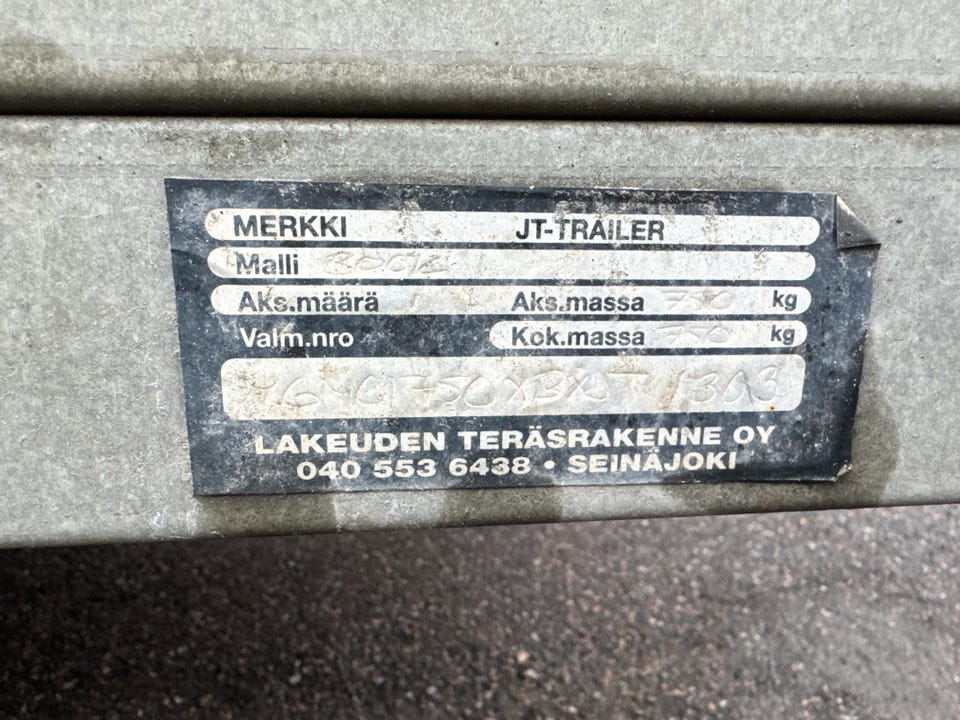 MERKKI JT-TRAILER
Malli
Aks.määrä 1 Aks.massa 750 kg
Valm.nro Kok.massa 750 kg
LAKEUDEN TERÄSRAKENNE OY
040 553 6438 • SEINÄJOKI